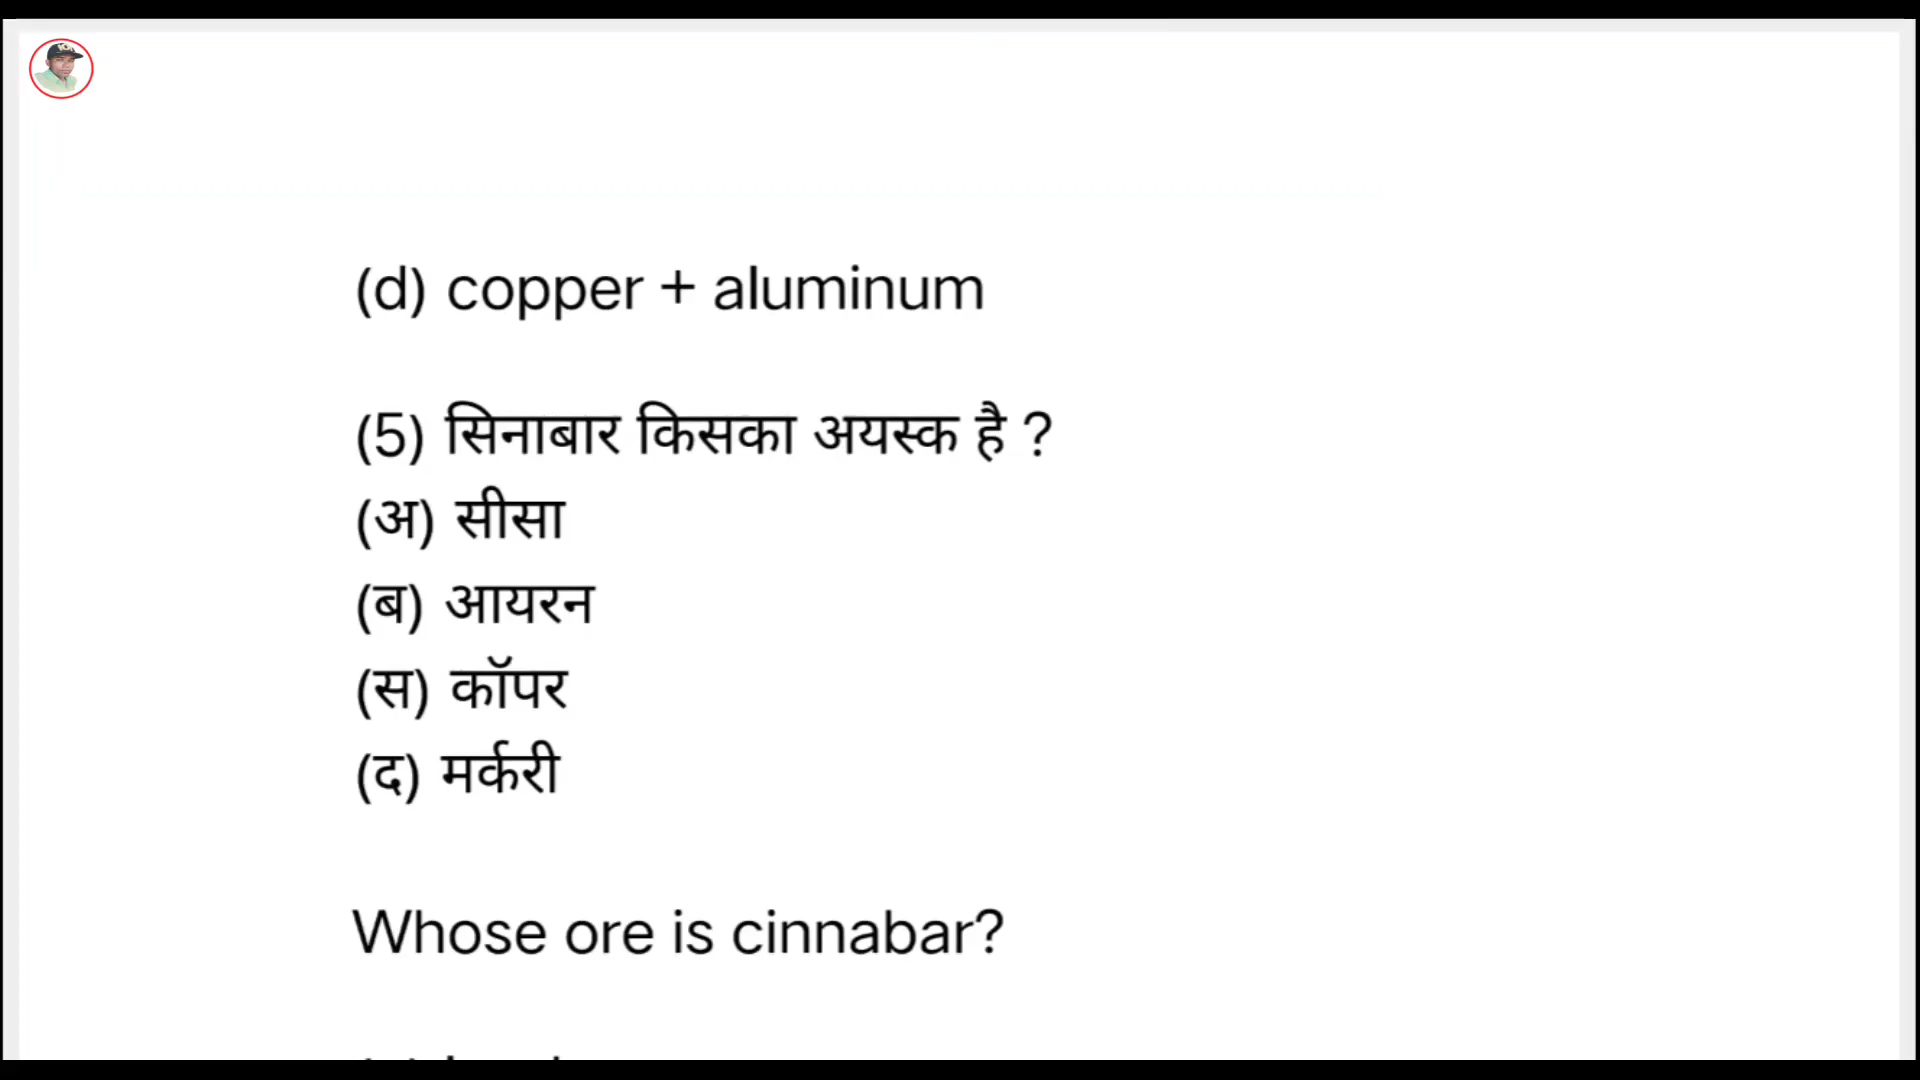 (d) copper + aluminum
(5) सिनाबार किसका अयस्क है ?
(अ) सीसा
(ब) आयरन
(स) कॉपर
(द) मर्करी
Whose ore is cinnabar?